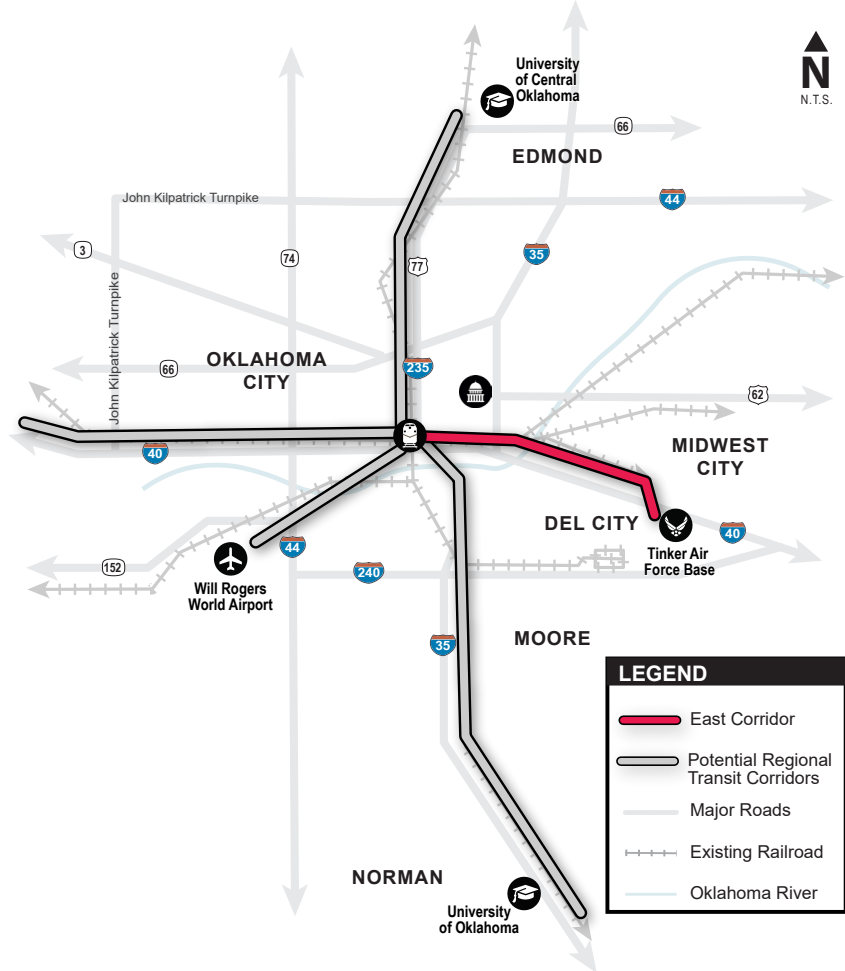 University
of Central
Oklahoma
N
N.T.S.
66
EDMOND
John Kilpatrick Turnpike
44
3
74
77
35
John Kilpatrick Turnpike
OKLAHOMA
CITY
66
235
62
40
MIDWEST
CITY
DEL CITY
40
Tinker Air
Force Base
44
152
240
Will Rogers
World Airport
35
MOORE
LEGEND
East Corridor
Potential Regional
Transit Corridors
Major Roads
Existing Railroad
Oklahoma River
NORMAN
University
of Oklahoma